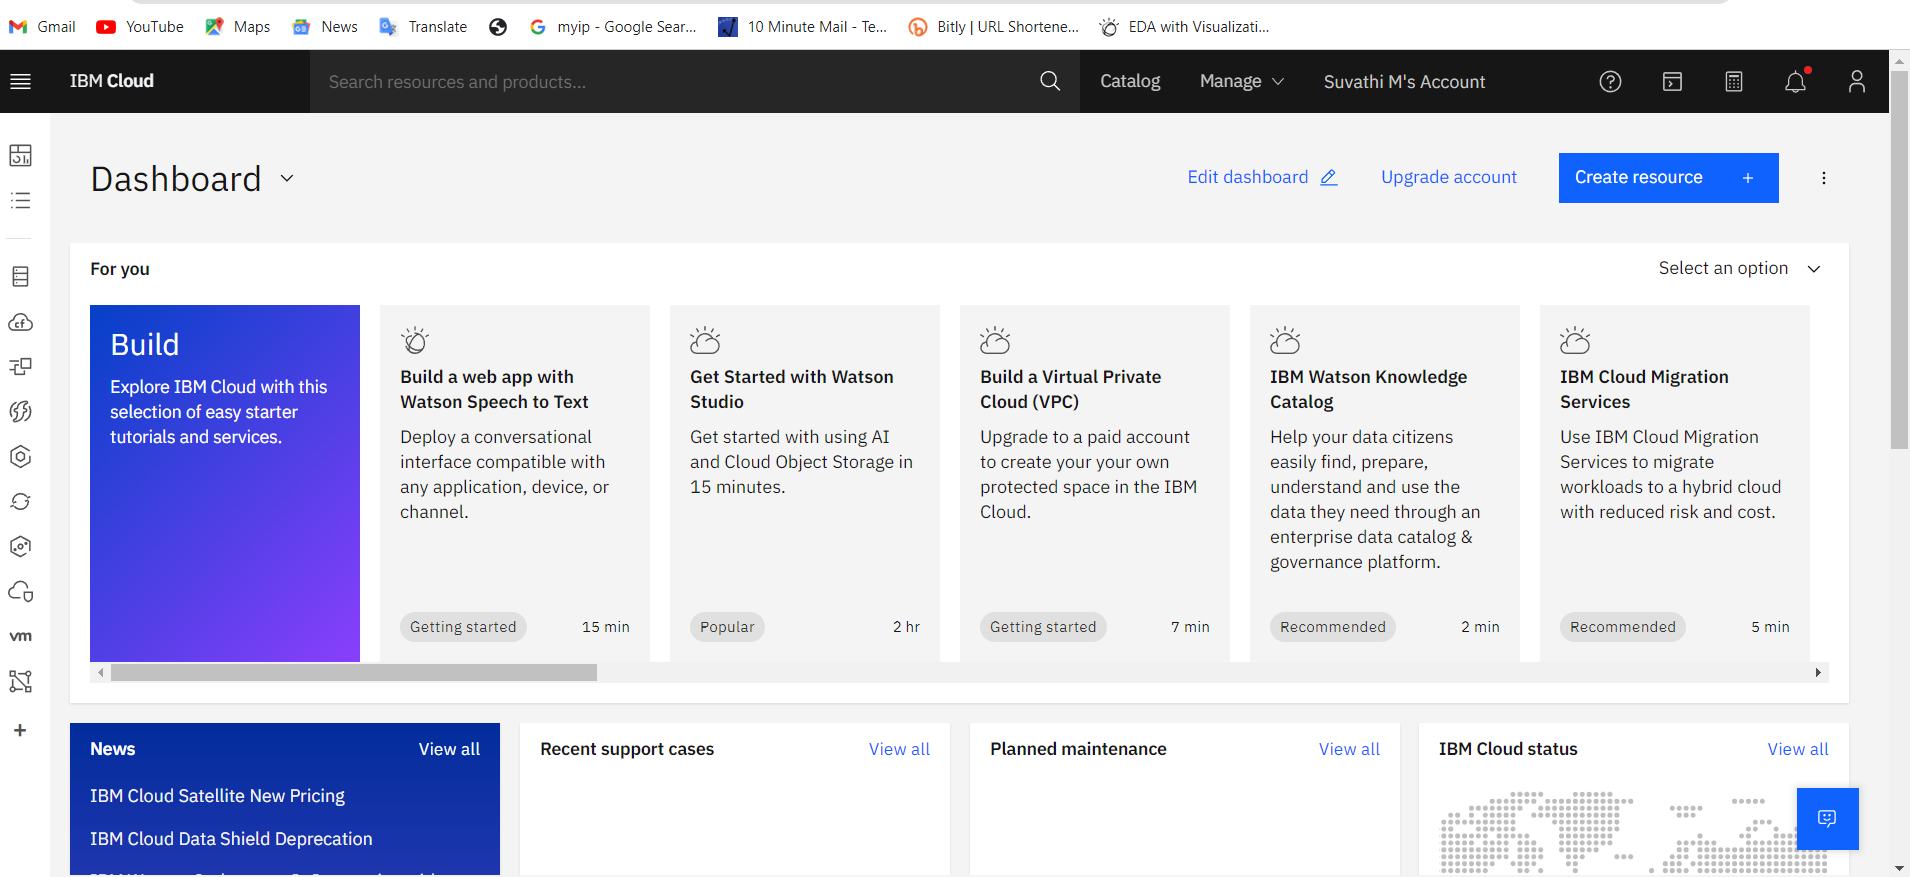 Gmail YouTube Maps News Translate myip - Google Sear... 10 Minute Mail - Te... Bitly | URL Shortene... EDA with Visualizati...
IBM Cloud Search resources and products... Catalog Manage Suvathi M's Account
Dashboard Edit dashboard Upgrade account Create resource +
For you Select an option
Build
Explore IBM Cloud with this
selection of easy starter
tutorials and services.
Build a web app with
Watson Speech to Text
Deploy a conversational
interface compatible with
any application, device, or
channel.
Getting started 15 min
Get Started with Watson
Studio
Get started with using AI
and Cloud Object Storage in
15 minutes.
Popular 2 hr
Build a Virtual Private
Cloud (VPC)
Upgrade to a paid account
to create your your own
protected space in the IBM
Cloud.
Getting started 7 min
IBM Watson Knowledge
Catalog
Help your data citizens
easily find, prepare,
understand and use the
data they need through an
enterprise data catalog &
governance platform.
Recommended 2 min
IBM Cloud Migration
Services
Use IBM Cloud Migration
Services to migrate
workloads to a hybrid cloud
with reduced risk and cost.
Recommended 5 min
cf
vm
+
News View all
IBM Cloud Satellite New Pricing
IBM Cloud Data Shield Deprecation
Recent support cases View all
Planned maintenance View all
IBM Cloud status View all